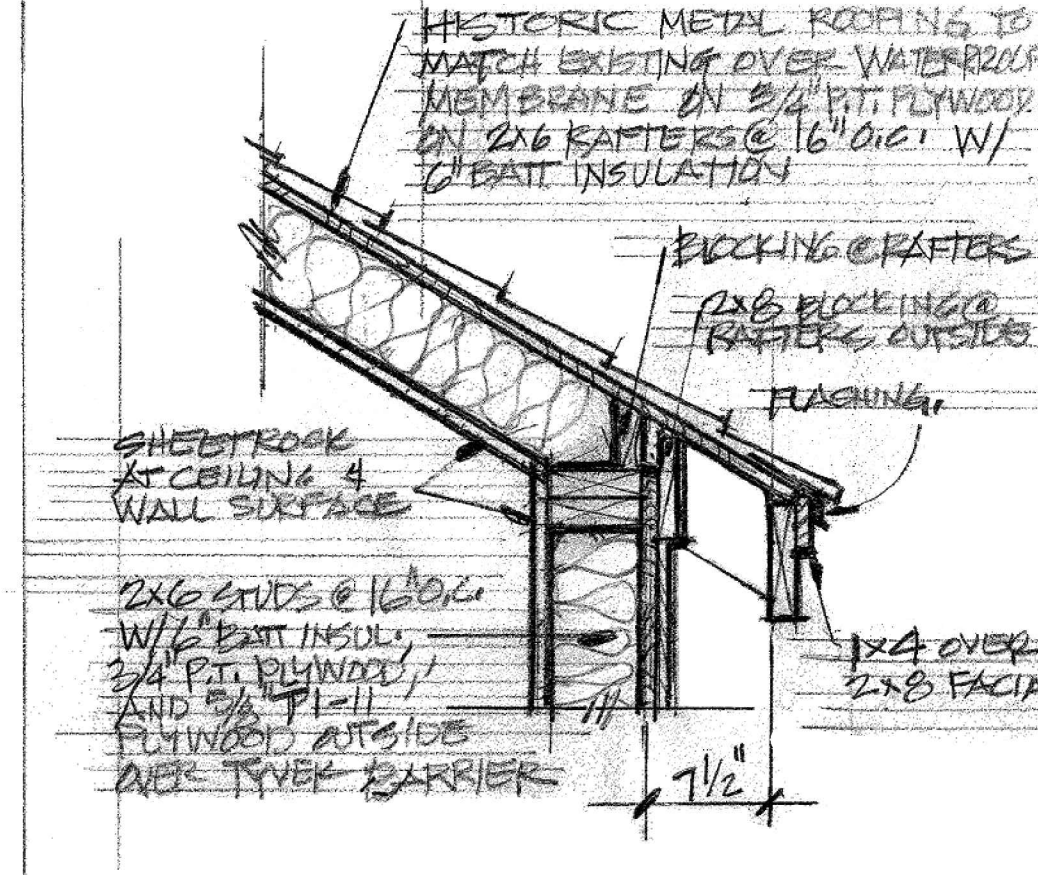 HISTORIC METAL ROOFING TO
MATCH EXISTING OVER WATERPROOF
MEMBRANE ON 3/4" P.T. PLYWOOD
ON 2X6 RAFTERS @ 16" O.C. W/
6" BATT INSULATION
BLOCKING @ RAFTERS
2X8 BLOCKING @
RAFTERS OUTSIDE
FLASHING.
SHEETROCK
AT CEILING &
WALL SURFACE
2X6 STUDS @ 16" O.C.
W/ 6" BATT INSUL.,
3/4" P.T. PLYWOOD,
AND 5/8" T1-11
PLYWOOD OUTSIDE
OVER TYVEK BARRIER
1X4 OVER
2X8 FACIA
7 1/2"